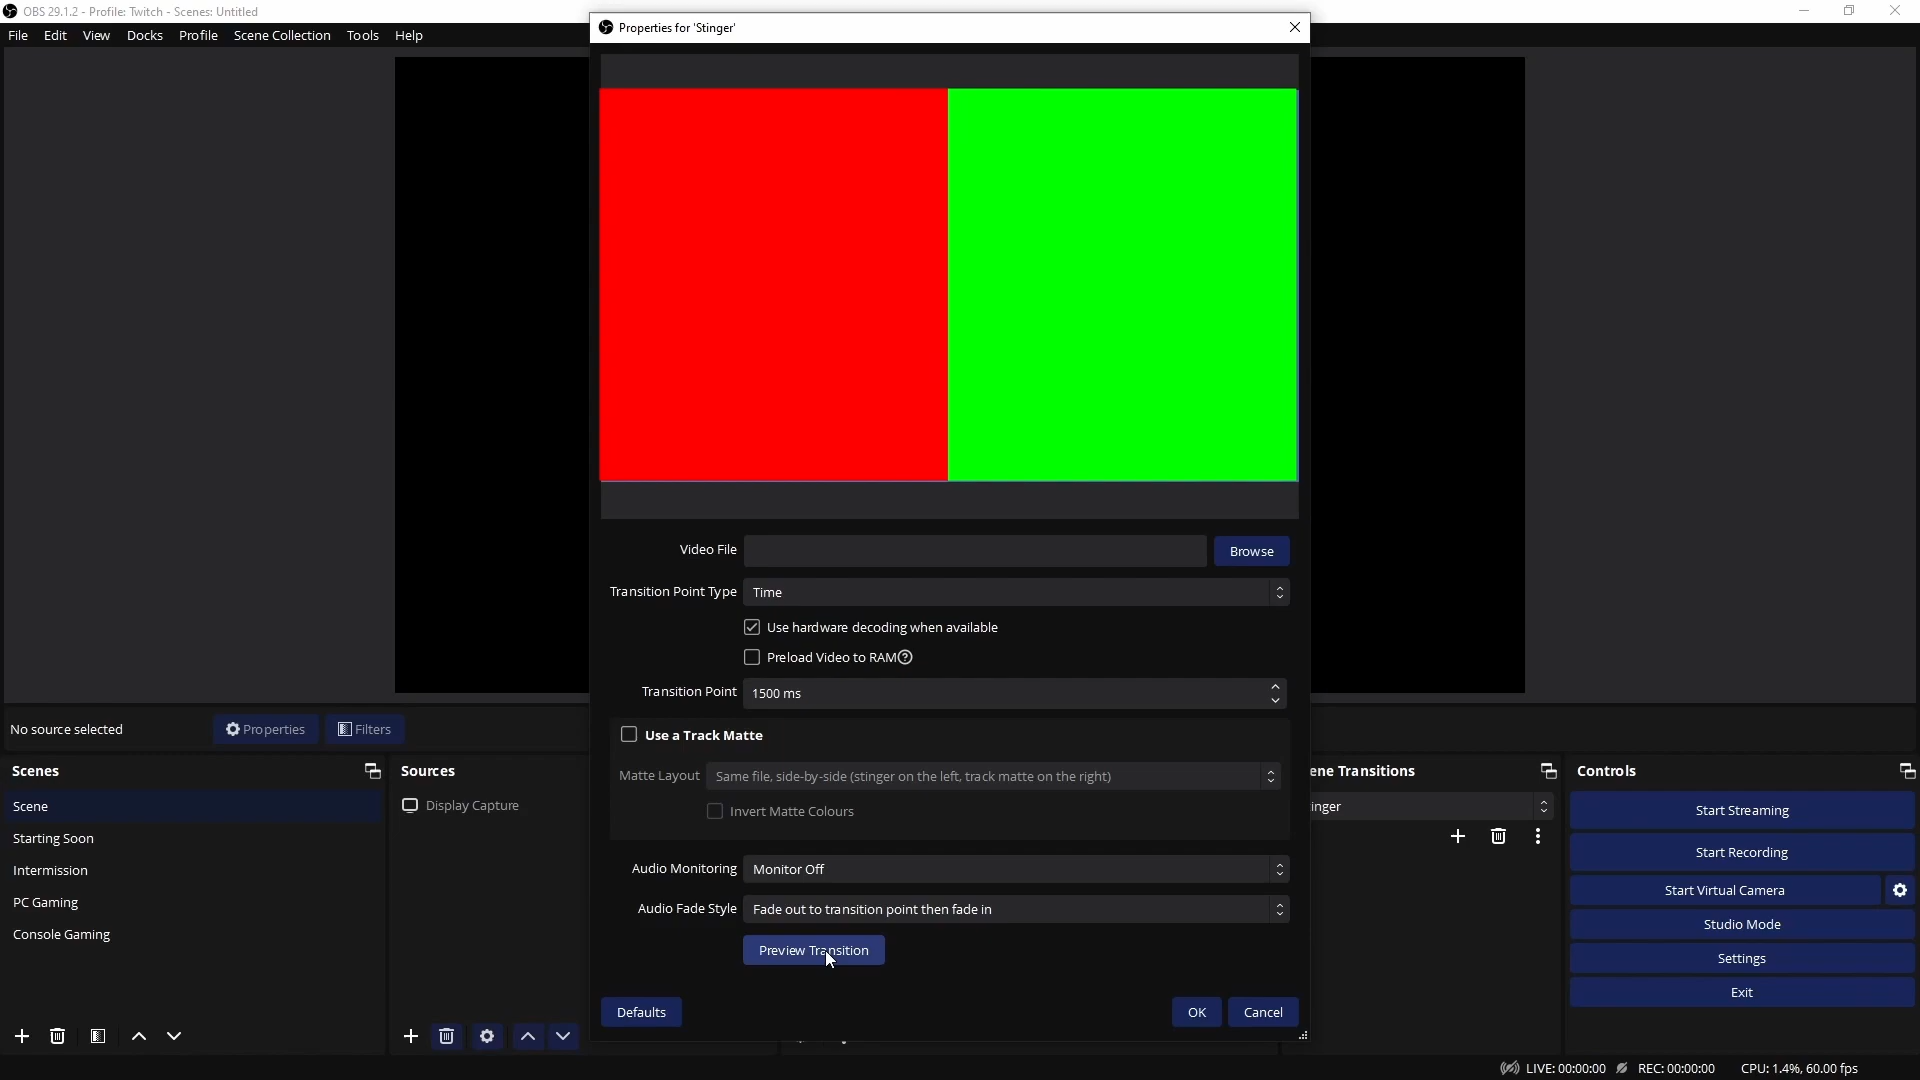 OBS 29.1.2 - Profile: Twitch - Scenes: Untitled
File Edit View Docks Profile Scene Collection Tools Help
Properties for 'Stinger'
Video File
Browse
Transition Point Type Time
Use hardware decoding when available
Preload Video to RAM
Transition Point 1500 ms
Use a Track Matte
Matte Layout Same file, side-by-side (stinger on the left, track matte on the right)
Invert Matte Colours
Audio Monitoring Monitor Off
Audio Fade Style Fade out to transition point then fade in
Preview Transition
Defaults OK Cancel
No source selected Properties Filters
Scenes
Scene
Starting Soon
Intermission
PC Gaming
Console Gaming
Sources
Display Capture
ene Transitions
inger
Controls
Start Streaming
Start Recording
Start Virtual Camera
Studio Mode
Settings
Exit
LIVE: 00:00:00 REC: 00:00:00 CPU: 1.4%, 60.00 fps